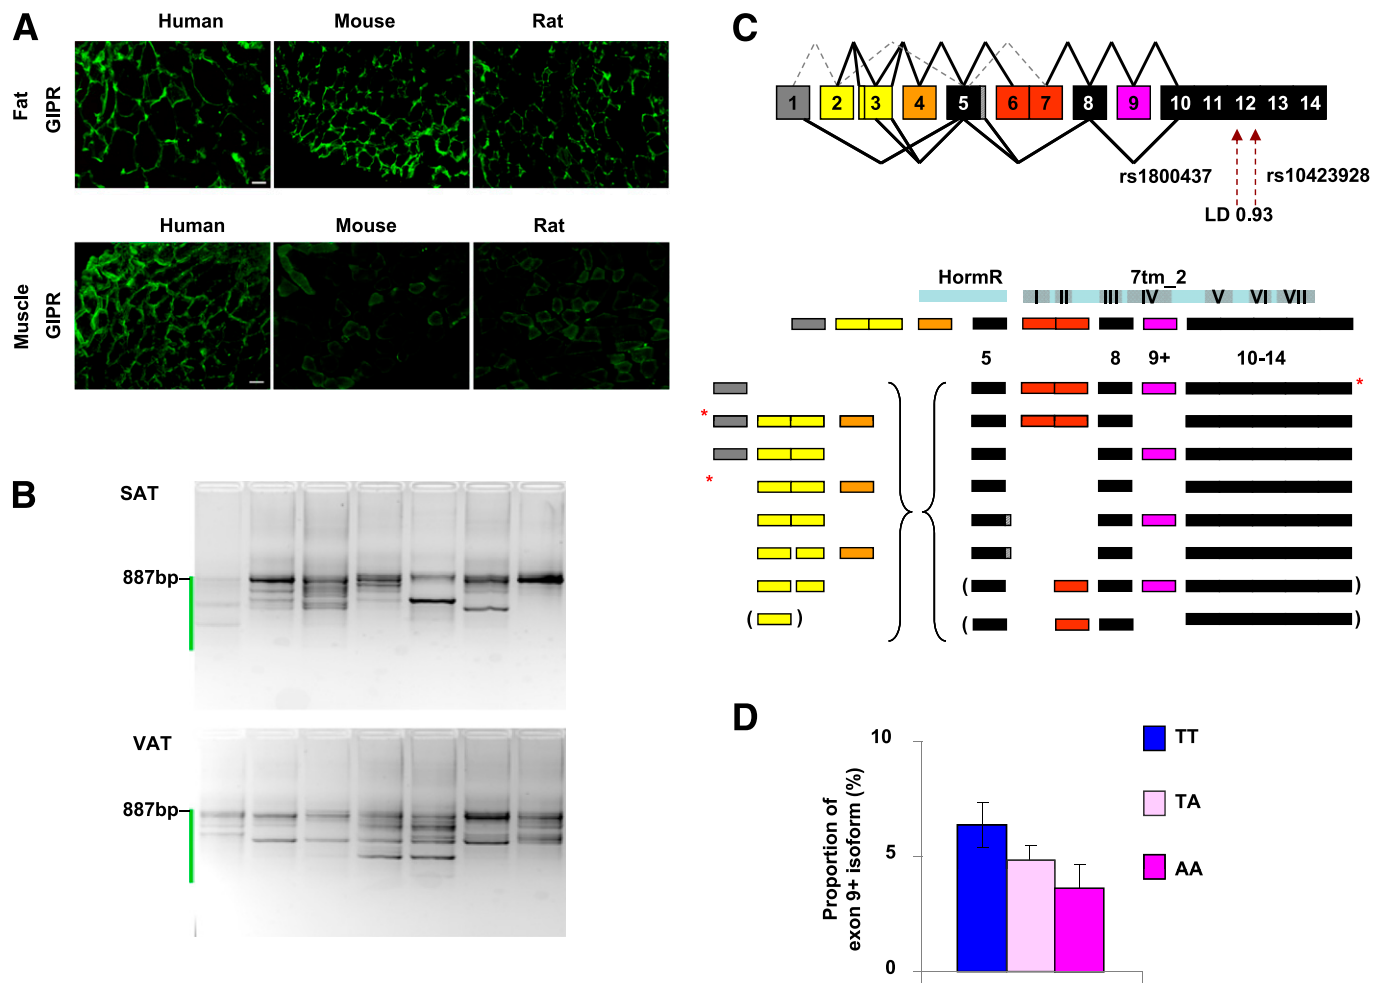 A
Human Mouse Rat
Fat
GIPR
Human Mouse Rat
Muscle
GIPR
B
SAT
887bp
VAT
887bp
C
1 2 3 4 5 6 7 8 9 10 11 12 13 14
rs1800437 rs10423928
LD 0.93
HormR 7tm_2
I II III IV V VI VII
5 8 9+ 10-14
*
*
*
( )
( )
( )
D
Proportion of
exon 9+ isoform (%)
10
5
0
TT
TA
AA